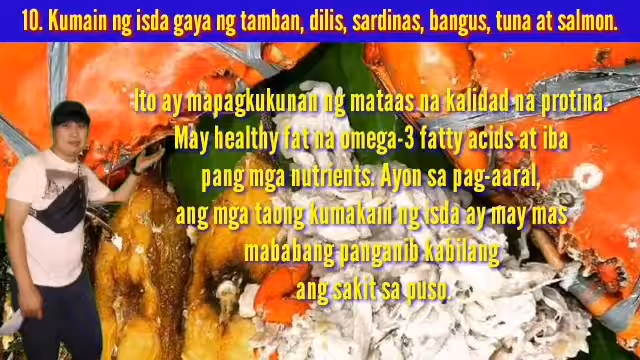 10. Kumain ng isda gaya ng tamban, dilis, sardinas, bangus, tuna at salmon.
Ito ay mapagkukunan ng mataas na kalidad na protina.
May healthy fat na omega-3 fatty acids at iba
pang mga nutrients. Ayon sa pag-aaral,
ang mga taong kumakain ng isda ay may mas
mababang panganib kabilang
ang sakit sa puso